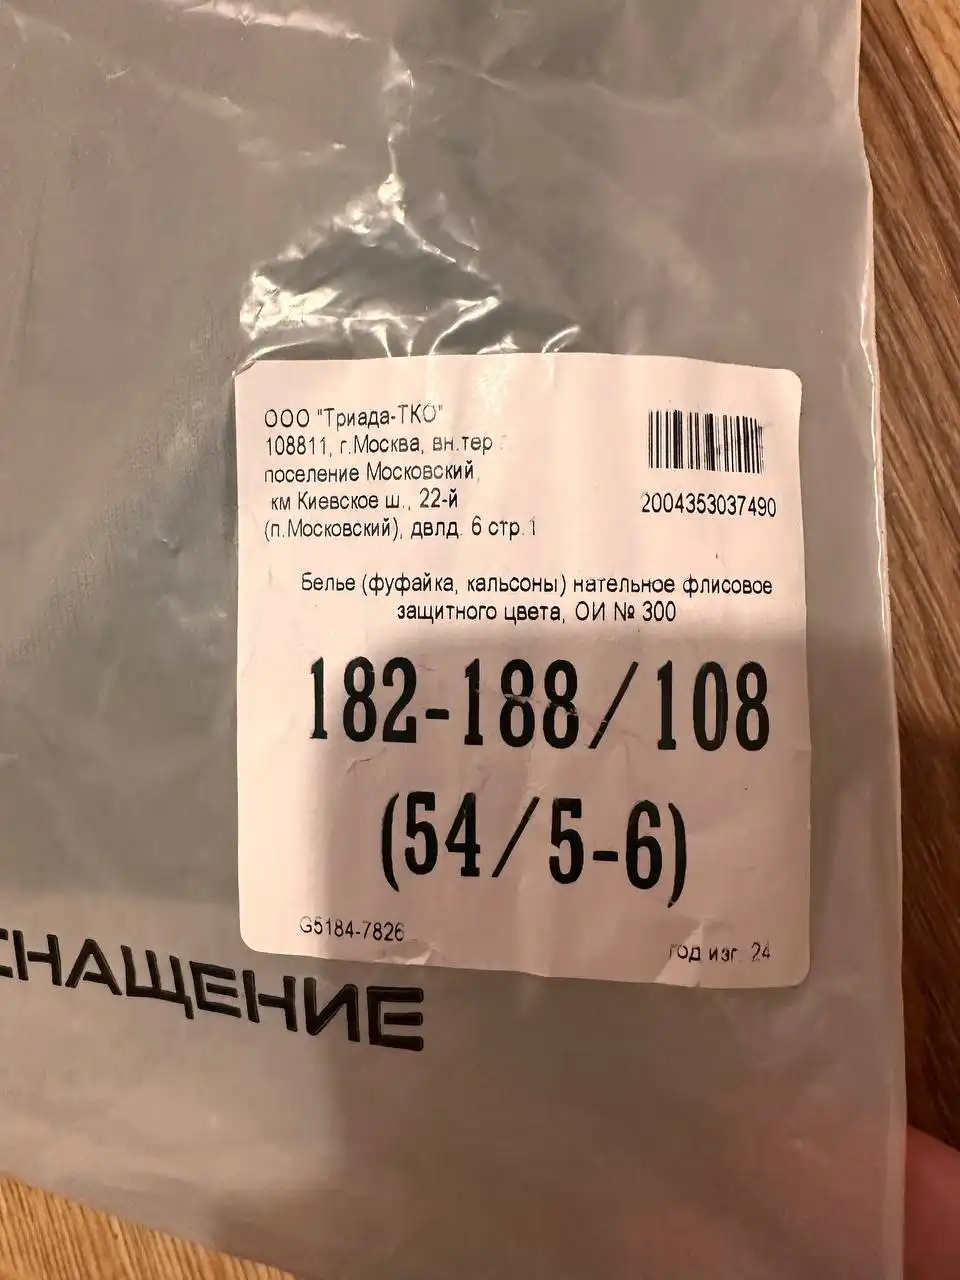 ООО "Триада-ТКО"
108811, г.Москва, вн.тер
поселение Московский,
км Киевское ш., 22-й
(п.Московский), двлд. 6 стр.1
2004353037490
Белье (фуфайка, кальсоны) нательное флисовое
защитного цвета, ОИ № 300
182-188/108
(54/5-6)
G5184-7826
год изг. 24
СНАЩЕНИЕ